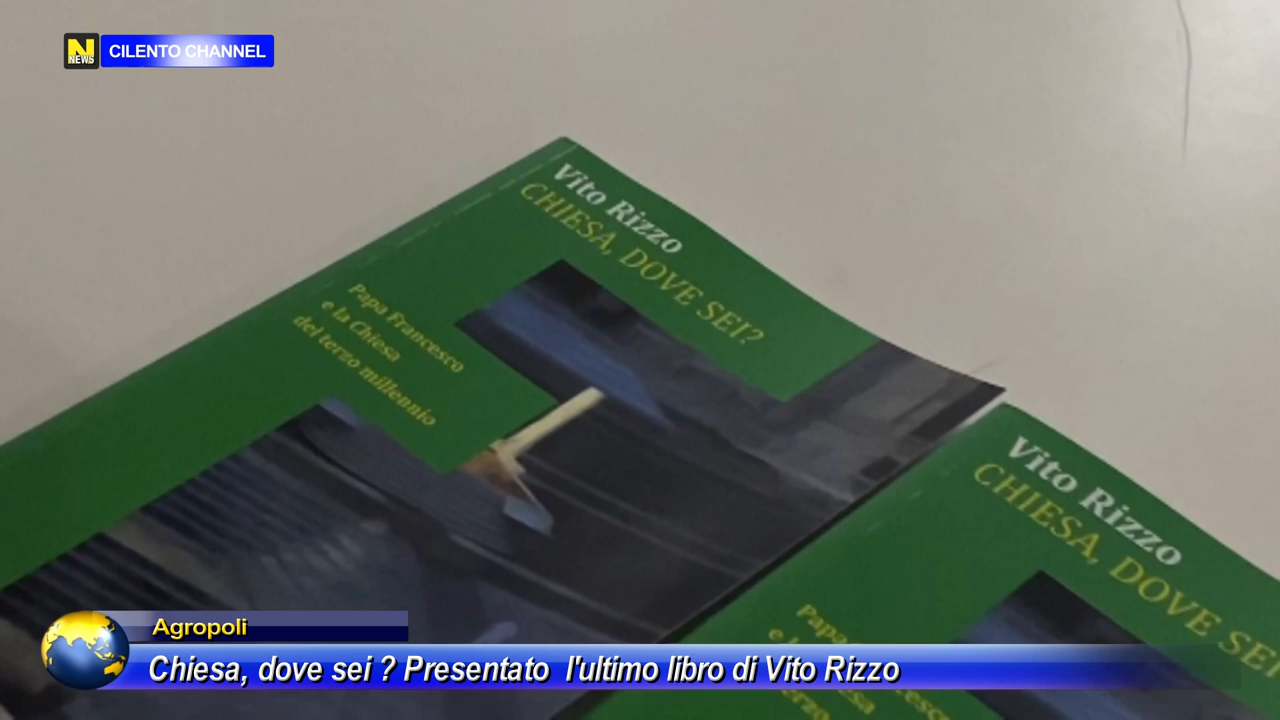 N
NEWS
CILENTO CHANNEL
Vito Rizzo
CHIESA, DOVE SEI?
Papa Francesco
e la Chiesa
del terzo millennio
Vito Rizzo
CHIESA, DOVE SEI
Agropoli
Chiesa, dove sei ? Presentato l'ultimo libro di Vito Rizzo